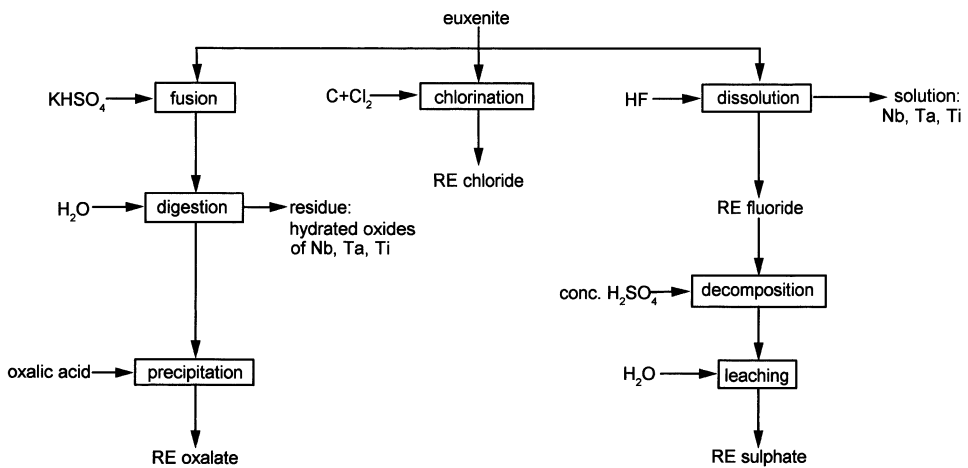 euxenite
KHSO₄
fusion
C+Cl₂
chlorination
HF
dissolution
solution:
Nb, Ta, Ti
RE chloride
H₂O
digestion
residue:
hydrated oxides
of Nb, Ta, Ti
RE fluoride
conc. H₂SO₄
decomposition
oxalic acid
precipitation
H₂O
leaching
RE oxalate
RE sulphate